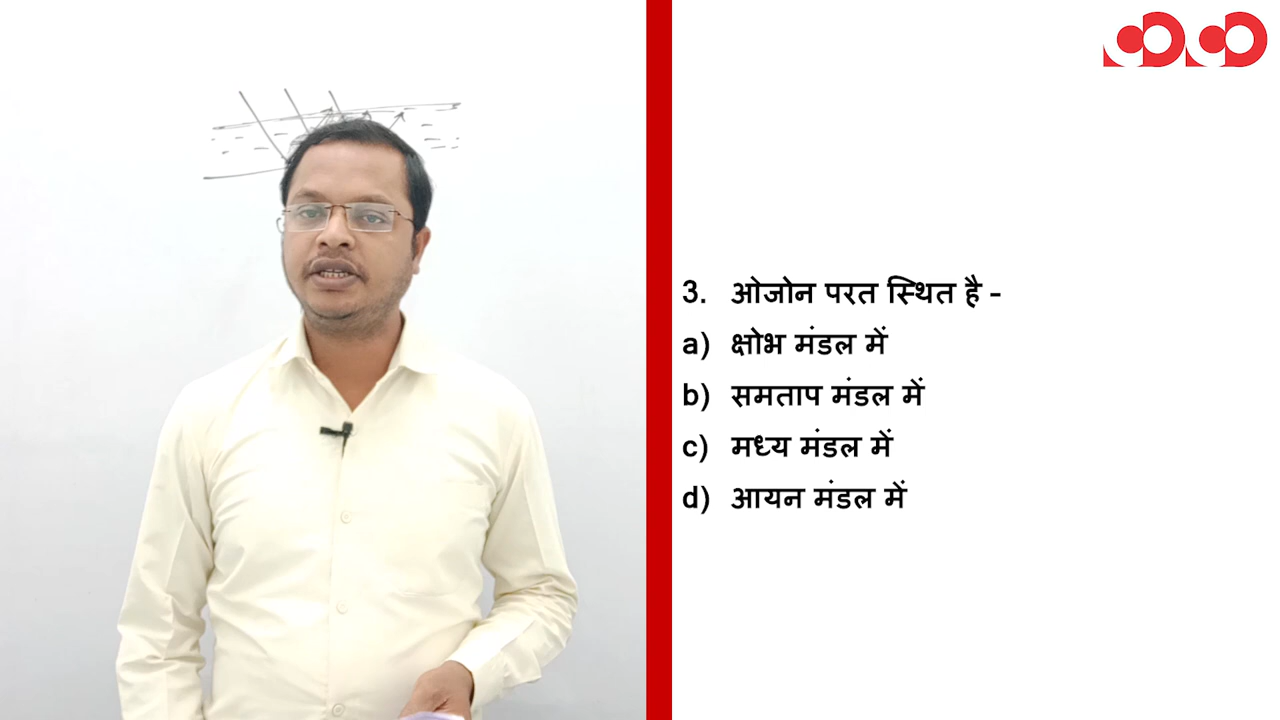 3. ओजोन परत स्थित है -
a) क्षोभ मंडल में
b) समताप मंडल में
c) मध्य मंडल में
d) आयन मंडल में